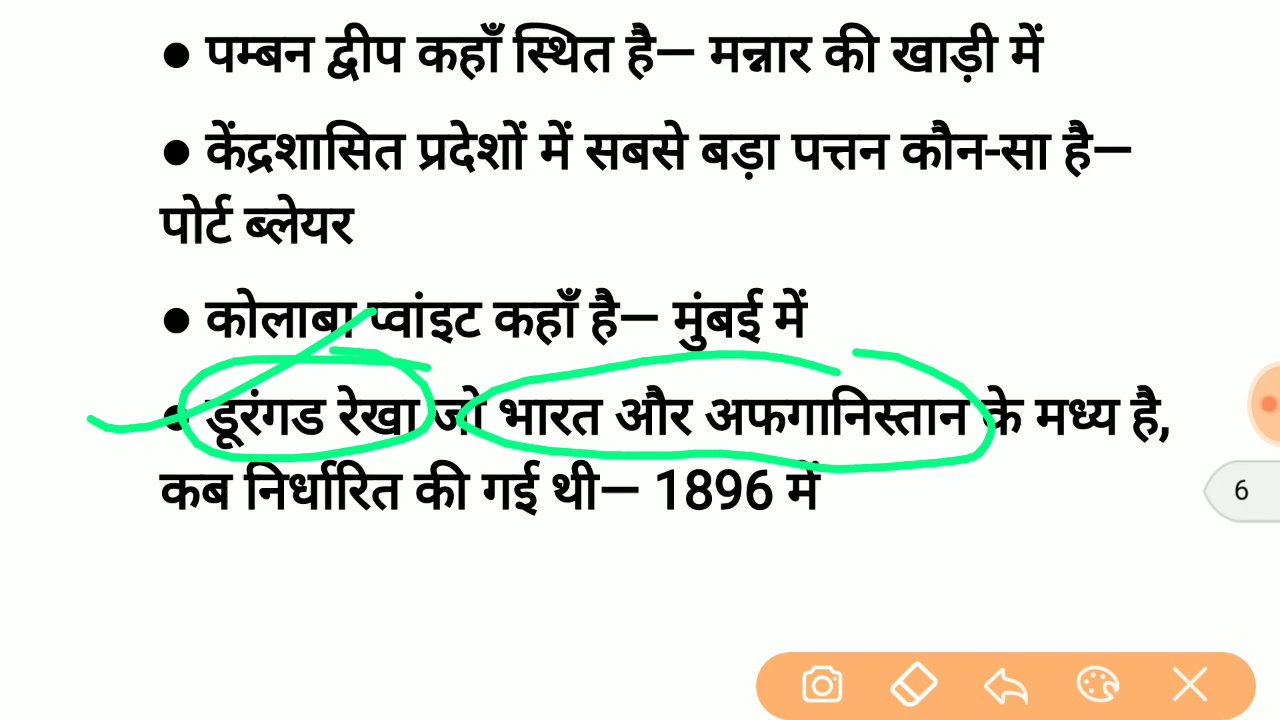 ● पम्बन द्वीप कहाँ स्थित है— मन्नार की खाड़ी में
● केंद्रशासित प्रदेशों में सबसे बड़ा पत्तन कौन-सा है—
पोर्ट ब्लेयर
● कोलाबा प्वांइट कहाँ है— मुंबई में
● डूरंगड रेखा जो भारत और अफगानिस्तान के मध्य है,
कब निर्धारित की गई थी— 1896 में
6